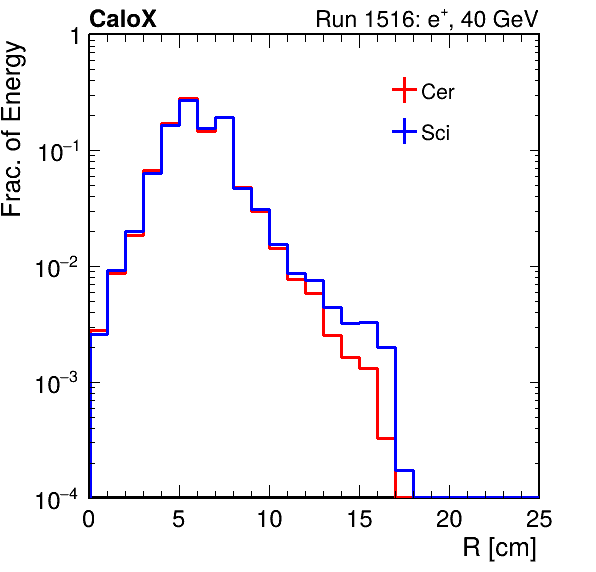 CaloX Run 1516: e⁺, 40 GeV
Frac. of Energy
1
10⁻¹
10⁻²
10⁻³
10⁻⁴
Cer
Sci
0 5 10 15 20 25
R [cm]